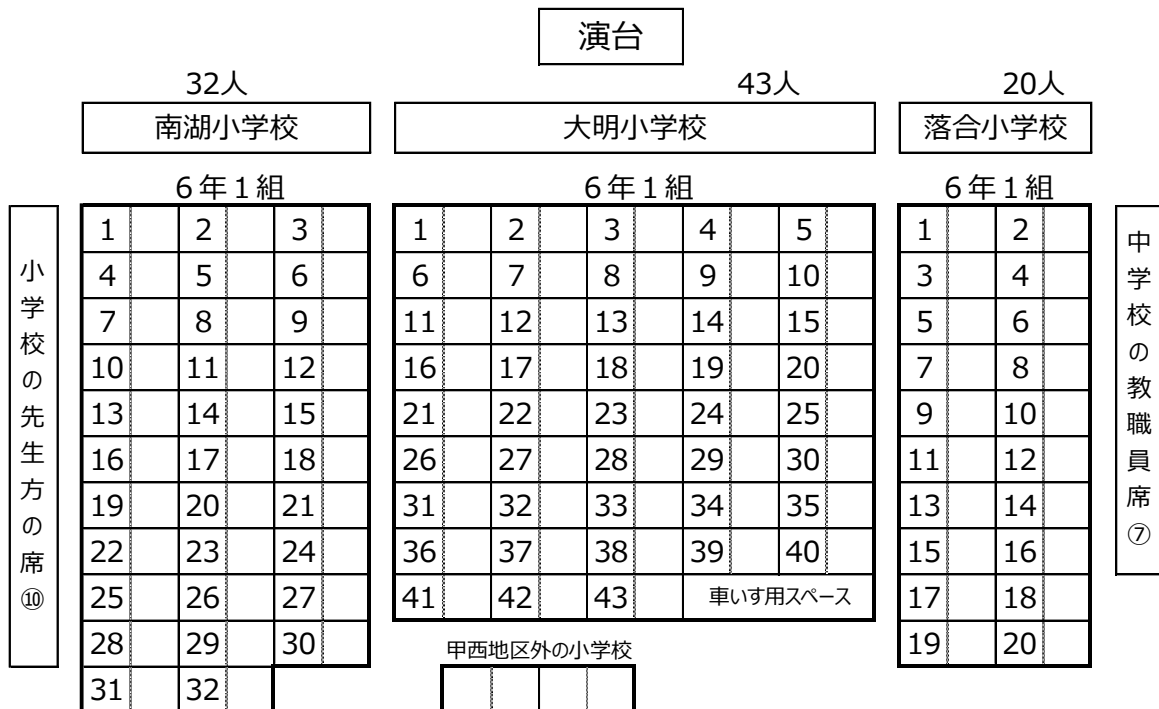 演台
32人 43人 20人
南湖小学校 大明小学校 落合小学校
6年1組 6年1組 6年1組
小学校の先生方の席⑩
中学校の教職員席⑦
1 2 3 1 2 3 4 5 1 2
4 5 6 6 7 8 9 10 3 4
7 8 9 11 12 13 14 15 5 6
10 11 12 16 17 18 19 20 7 8
13 14 15 21 22 23 24 25 9 10
16 17 18 26 27 28 29 30 11 12
19 20 21 31 32 33 34 35 13 14
22 23 24 36 37 38 39 40 15 16
25 26 27 41 42 43 車いす用スペース 17 18
28 29 30 甲西地区外の小学校 19 20
31 32